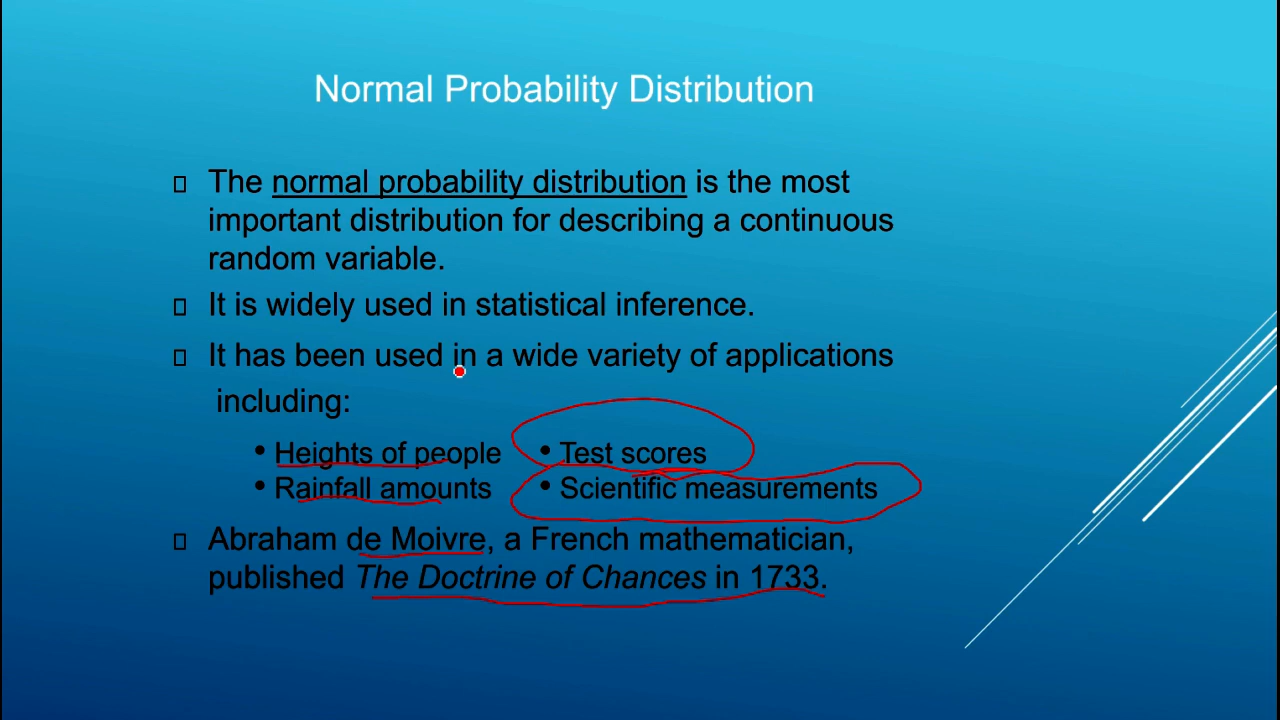 Normal Probability Distribution
The normal probability distribution is the most
important distribution for describing a continuous
random variable.
It is widely used in statistical inference.
It has been used in a wide variety of applications
including:
• Heights of people • Test scores
• Rainfall amounts • Scientific measurements
Abraham de Moivre, a French mathematician,
published The Doctrine of Chances in 1733.